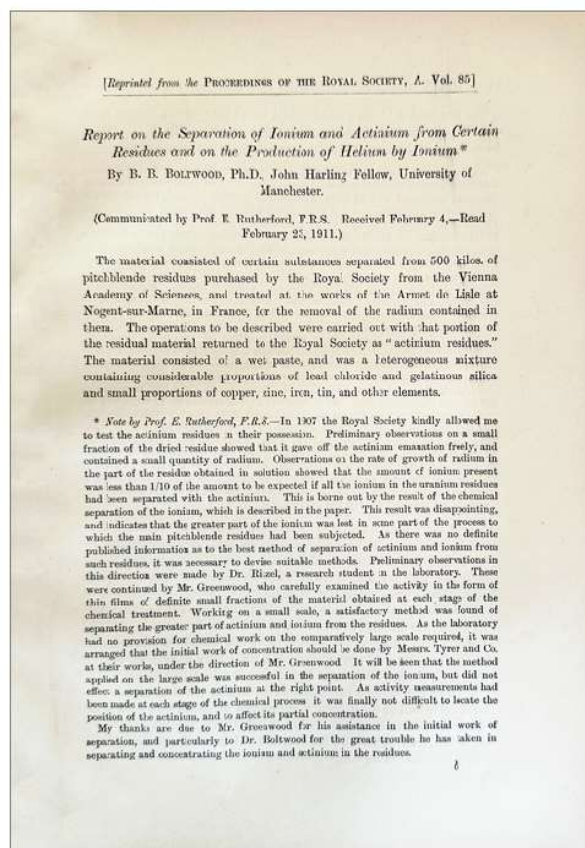 [Reprinted from the PROCEEDINGS OF THE ROYAL SOCIETY, A. Vol. 85]
Report on the Separation of Ionium and Actinium from Certain
Residues and on the Production of Helium by Ionium*
By B. B. BOLTWOOD, Ph.D., John Harling Fellow, University of
Manchester.
(Communicated by Prof. E. Rutherford, F.R.S. Received February 4,—Read
February 23, 1911.)
The material consisted of certain substances separated from 500 kilos. of
pitchblende residues purchased by the Royal Society from the Vienna
Academy of Sciences, and treated at the works of the Armet de Lisle at
Nogent-sur-Marne, in France, for the removal of the radium contained in
them. The operations to be described were carried out with that portion of
the residual material returned to the Royal Society as "actinium residues."
The material consisted of a wet paste, and was a heterogeneous mixture
containing considerable proportions of lead chloride and gelatinous silica
and small proportions of copper, zinc, iron, tin, and other elements.
* Note by Prof. E. Rutherford, F.R.S.—In 1907 the Royal Society kindly allowed me
to test the actinium residues in their possession. Preliminary observations on a small
fraction of the dried residue showed that it gave off the actinium emanation freely, and
contained a small quantity of radium. Observations on the rate of growth of radium in
the part of the residue obtained in solution showed that the amount of ionium present
was less than 1/10 of the amount to be expected if all the ionium in the uranium residues
had been separated with the actinium. This is borne out by the result of the chemical
separation of the ionium, which is described in the paper. This result was disappointing,
and indicates that the greater part of the ionium was lost in some part of the process to
which the main pitchblende residues had been subjected. As there was no definite
published information as to the best method of separation of actinium and ionium from
such residues, it was necessary to devise suitable methods. Preliminary observations in
this direction were made by Dr. , a research student in the laboratory. These
were continued by Mr. Greenwood, who carefully examined the activity in the form of
thin films of definite small fractions of the material obtained at each stage of the
chemical treatment. Working on a small scale, a satisfactory method was found of
separating the greater part of actinium and ionium from the residues. As the laboratory
had no provision for chemical work on the comparatively large scale required, it was
arranged that the initial work of concentration should be done by Messrs. Tyrer and Co.
at their works, under the direction of Mr. Greenwood. It will be seen that the method
applied on the large scale was successful in the separation of the ionium, but did not
effect a separation of the actinium at the right point. As activity measurements had
been made at each stage of the chemical process it was finally not difficult to locate the
position of the actinium, and to affect its partial concentration.
My thanks are due to Mr. Greenwood for his assistance in the initial work of
separation, and particularly to Dr. Boltwood for the great trouble he has taken in
separating and concentrating the ionium and actinium in the residues.
b